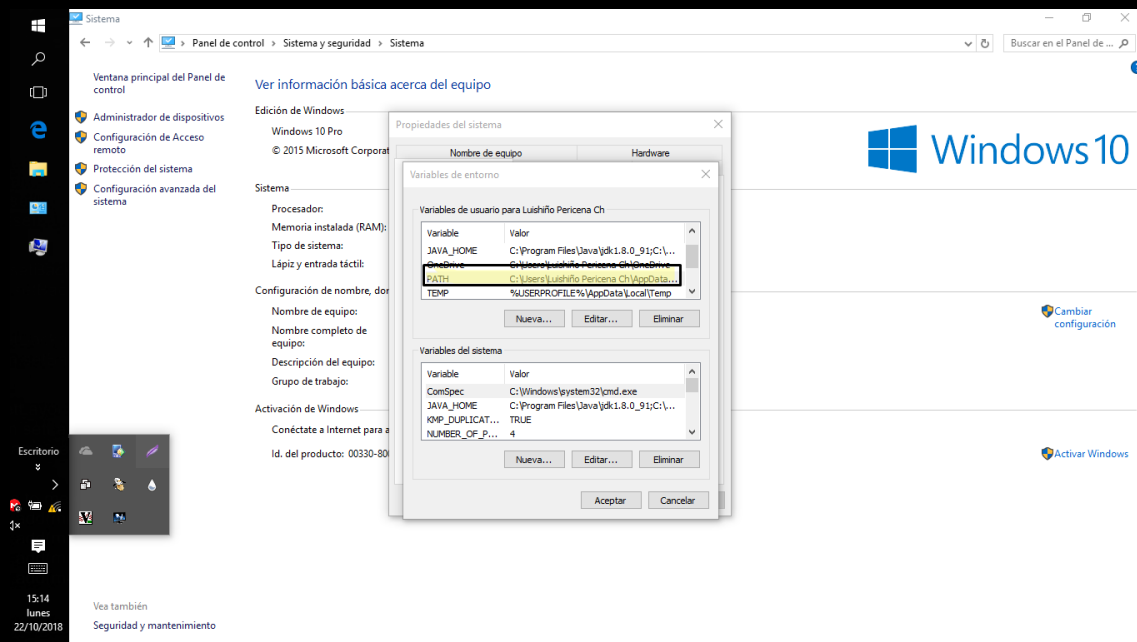 Sistema
Panel de control > Sistema y seguridad > Sistema
Buscar en el Panel de ...
Ventana principal del Panel de
control
Administrador de dispositivos
Configuración de Acceso
remoto
Protección del sistema
Configuración avanzada del
sistema
Ver información básica acerca del equipo
Edición de Windows
Windows 10 Pro
© 2015 Microsoft Corporat
Windows 10
Sistema
Procesador:
Memoria instalada (RAM):
Tipo de sistema:
Lápiz y entrada táctil:
Configuración de nombre, dor
Nombre de equipo:
Nombre completo de
equipo:
Descripción del equipo:
Grupo de trabajo:
Cambiar
configuración
Activación de Windows
Conéctate a Internet para a
Id. del producto: 00330-80
Activar Windows
Propiedades del sistema
Nombre de equipo Hardware
Variables de entorno
Variables de usuario para Luishiño Pericena Ch
Variable Valor
JAVA_HOME C:\Program Files\Java\jdk1.8.0_91;C:\...
OneDrive C:\Users\Luishiño Pericena Ch\OneDrive
PATH C:\Users\Luishiño Pericena Ch\AppData...
TEMP %USERPROFILE%\AppData\Local\Temp
Nueva... Editar... Eliminar
Variables del sistema
Variable Valor
ComSpec C:\Windows\system32\cmd.exe
JAVA_HOME C:\Program Files\Java\jdk1.8.0_91;C:\...
KMP_DUPLICAT... TRUE
NUMBER_OF_P... 4
Nueva... Editar... Eliminar
Aceptar Cancelar
Escritorio
15:14
lunes
22/10/2018
Vea también
Seguridad y mantenimiento